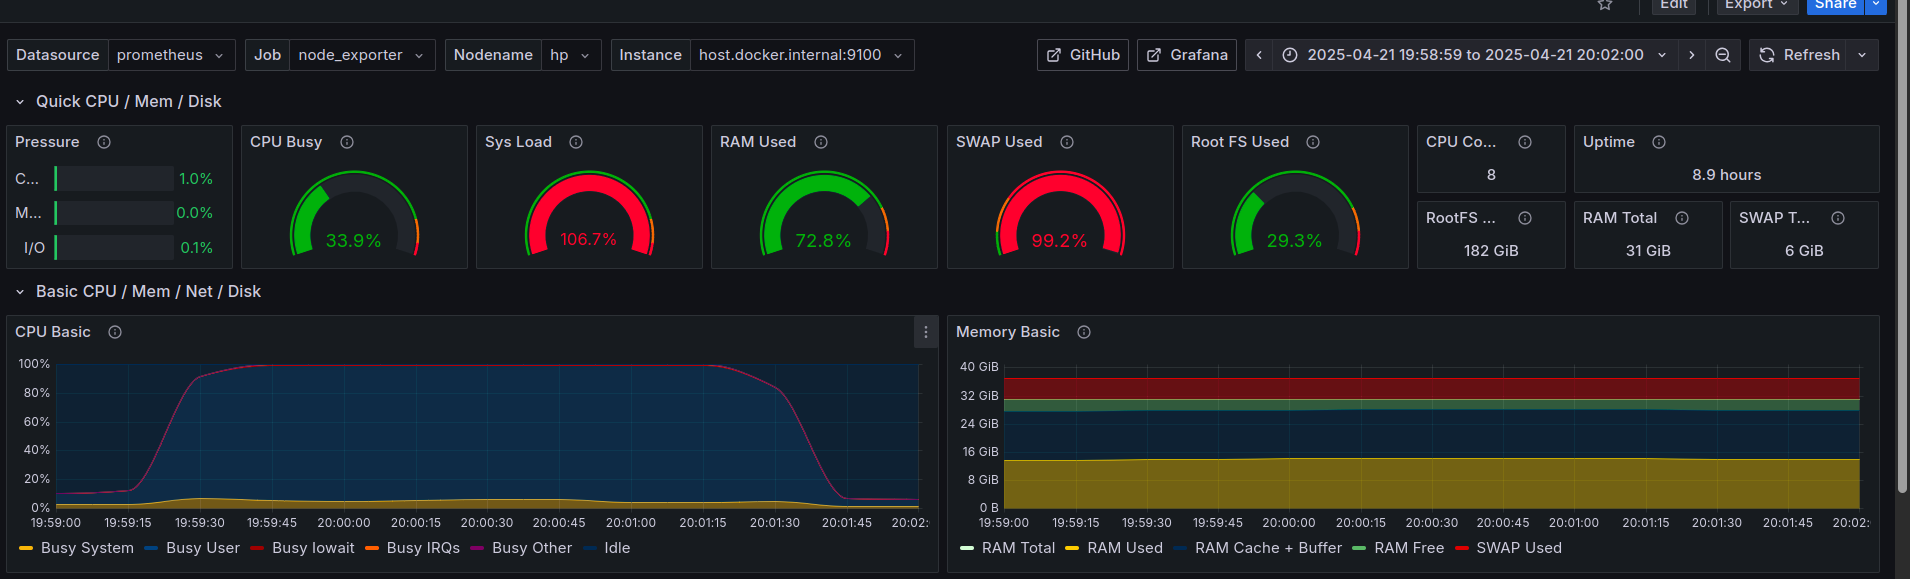 Edit Export Share
Datasource prometheus Job node_exporter Nodename hp Instance host.docker.internal:9100 GitHub Grafana 2025-04-21 19:58:59 to 2025-04-21 20:02:00 Refresh
Quick CPU / Mem / Disk
Pressure CPU Busy Sys Load RAM Used SWAP Used Root FS Used CPU Co... Uptime
C... 1.0%
M... 0.0%
I/O 0.1%
33.9% 106.7% 72.8% 99.2% 29.3%
8 8.9 hours
RootFS ... RAM Total SWAP T...
182 GiB 31 GiB 6 GiB
Basic CPU / Mem / Net / Disk
CPU Basic
100%
80%
60%
40%
20%
0%
19:59:00 19:59:15 19:59:30 19:59:45 20:00:00 20:00:15 20:00:30 20:00:45 20:01:00 20:01:15 20:01:30 20:01:45 20:02:
Busy System Busy User Busy Iowait Busy IRQs Busy Other Idle
Memory Basic
40 GiB
32 GiB
24 GiB
16 GiB
8 GiB
0 B
19:59:00 19:59:15 19:59:30 19:59:45 20:00:00 20:00:15 20:00:30 20:00:45 20:01:00 20:01:15 20:01:30 20:01:45 20:02:
RAM Total RAM Used RAM Cache + Buffer RAM Free SWAP Used